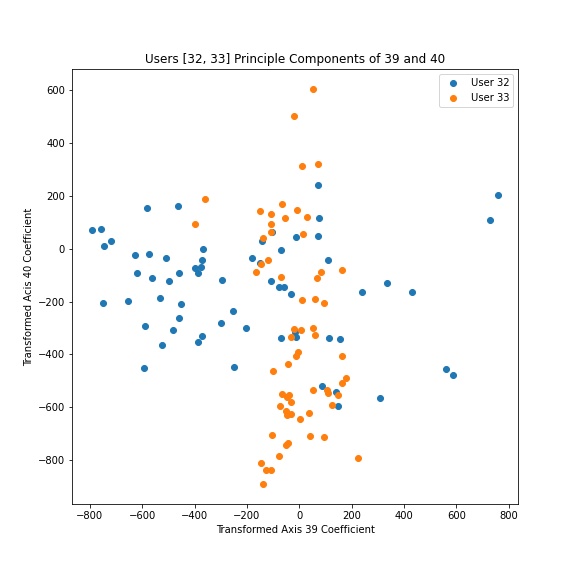 Users [32, 33] Principle Components of 39 and 40
User 32
User 33
600
400
200
0
−200
−400
−600
−800
Transformed Acis 40 Coefficient
−800 −600 −400 −200 0 200 400 600 800
Transformed Axis 39 Coefficient